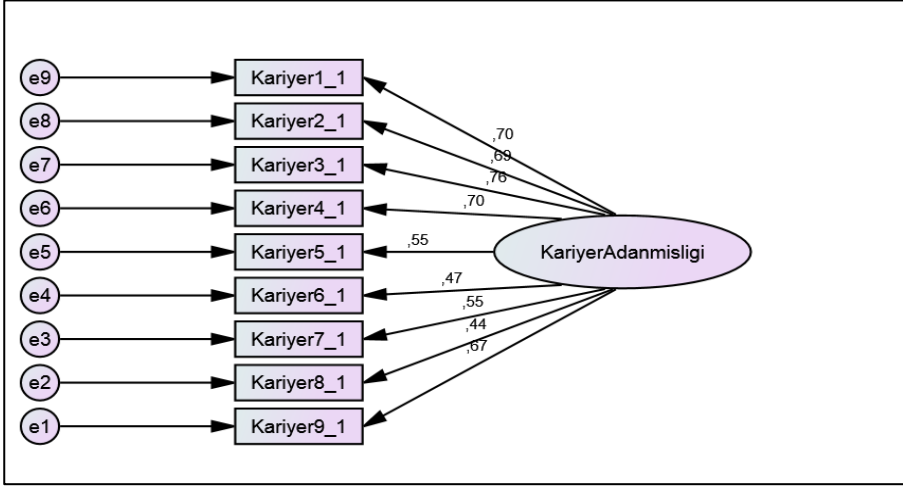 e9 Kariyer1_1
,70
e8 Kariyer2_1
,69
e7 Kariyer3_1
,76
e6 Kariyer4_1
,70
e5 Kariyer5_1
,55
KariyerAdanmisligi
e4 Kariyer6_1
,47
e3 Kariyer7_1
,55
e2 Kariyer8_1
,44
e1 Kariyer9_1
,67